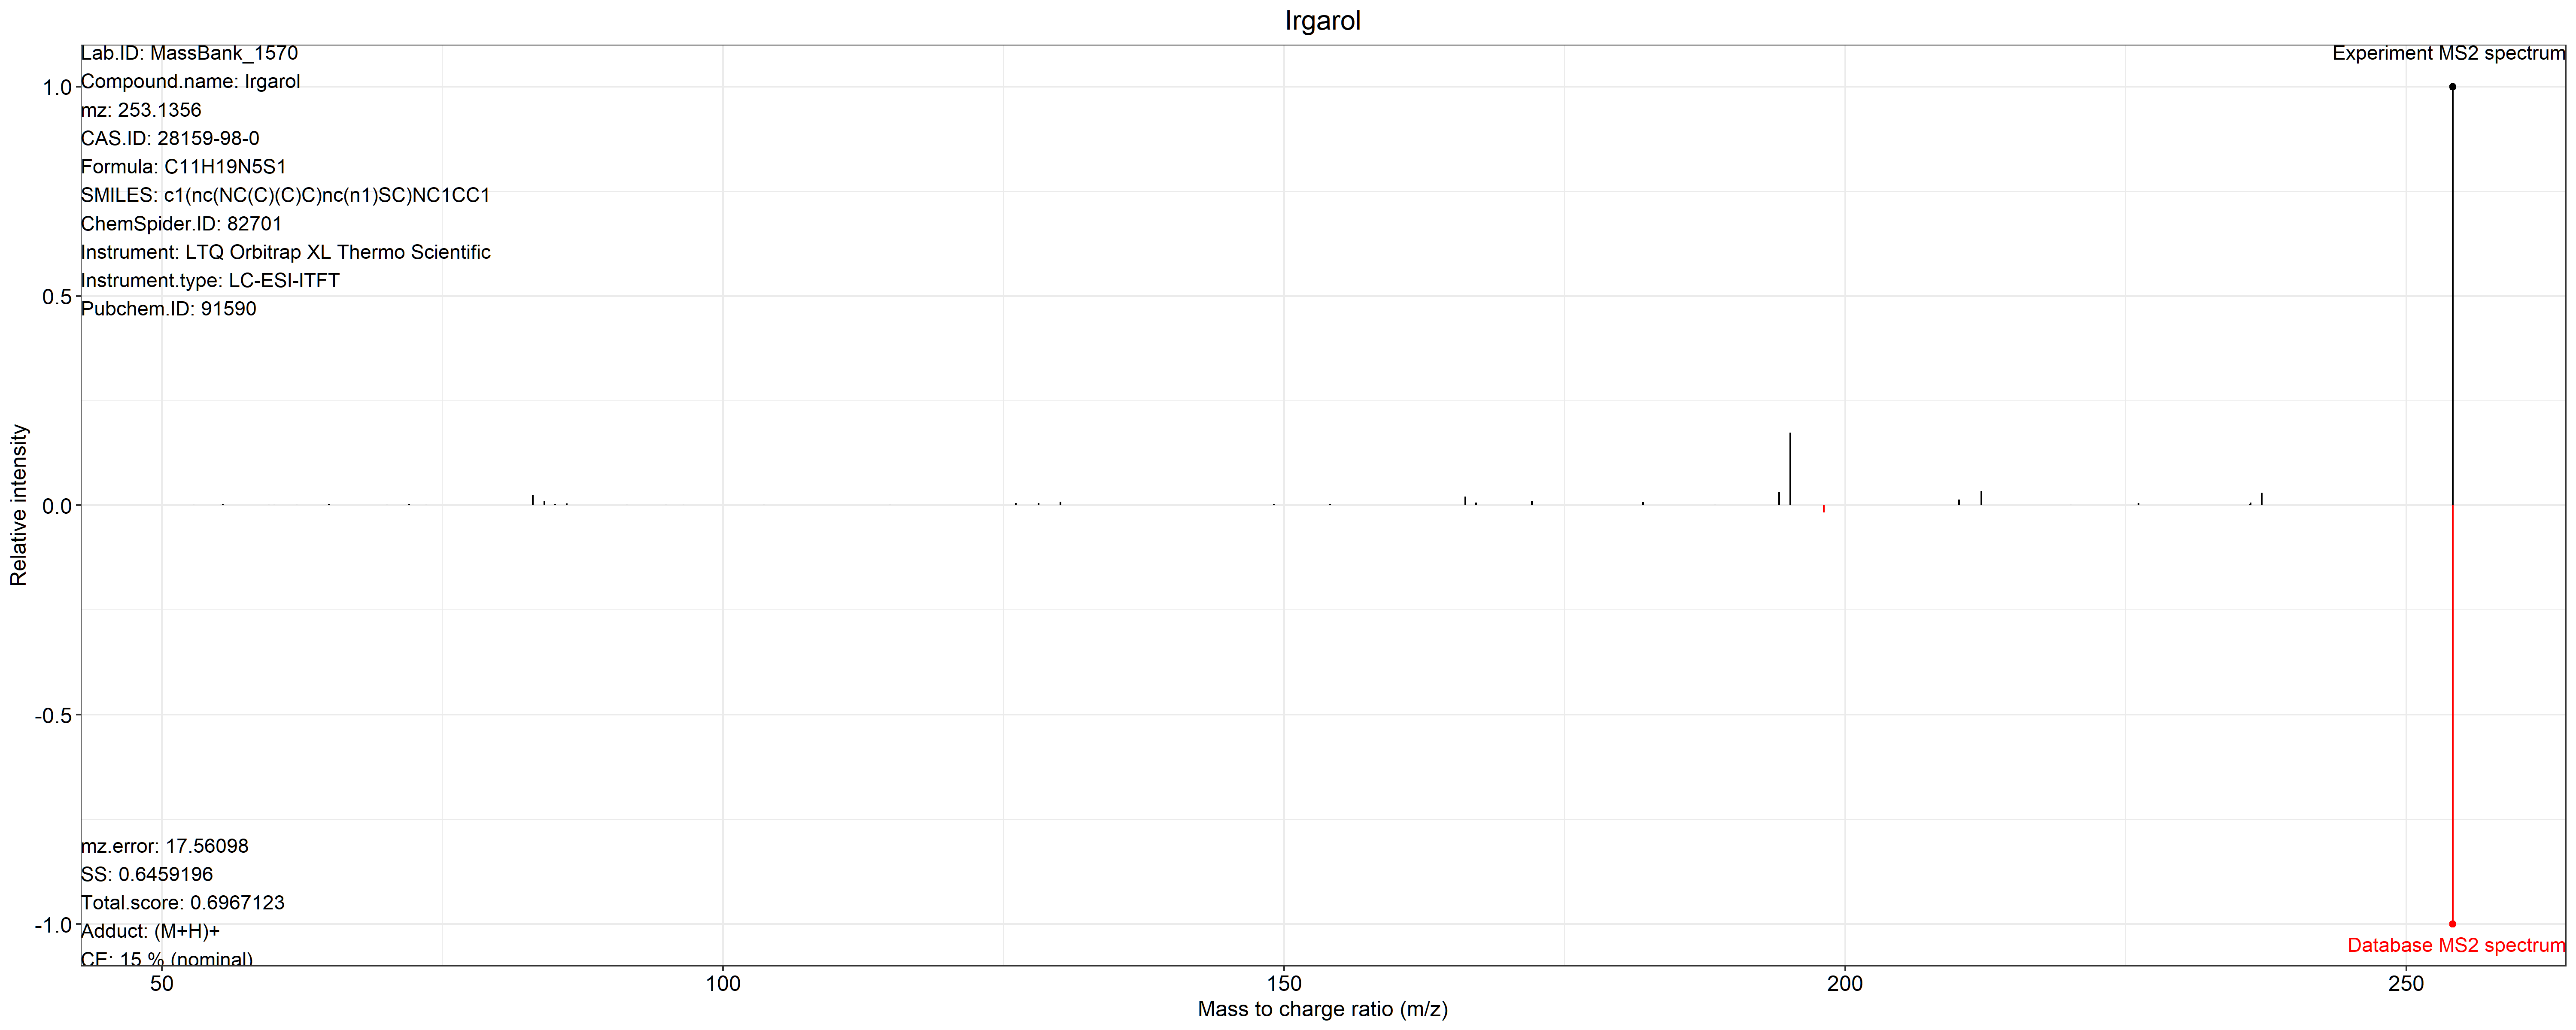 Irgarol
Lab.ID: MassBank_1570
Experiment MS2 spectrum
Compound.name: Irgarol
mz: 253.1356
CAS.ID: 28159-98-0
Formula: C11H19N5S1
SMILES: c1(nc(NC(C)(C)C)nc(n1)SC)NC1CC1
ChemSpider.ID: 82701
Instrument: LTQ Orbitrap XL Thermo Scientific
Instrument.type: LC-ESI-ITFT
Pubchem.ID: 91590
1.0
0.5
0.0
-0.5
-1.0
Relative intensity
mz.error: 17.56098
SS: 0.6459196
Total.score: 0.6967123
Adduct: (M+H)+
CE: 15 % (nominal)
Database MS2 spectrum
50 100 150 200 250
Mass to charge ratio (m/z)